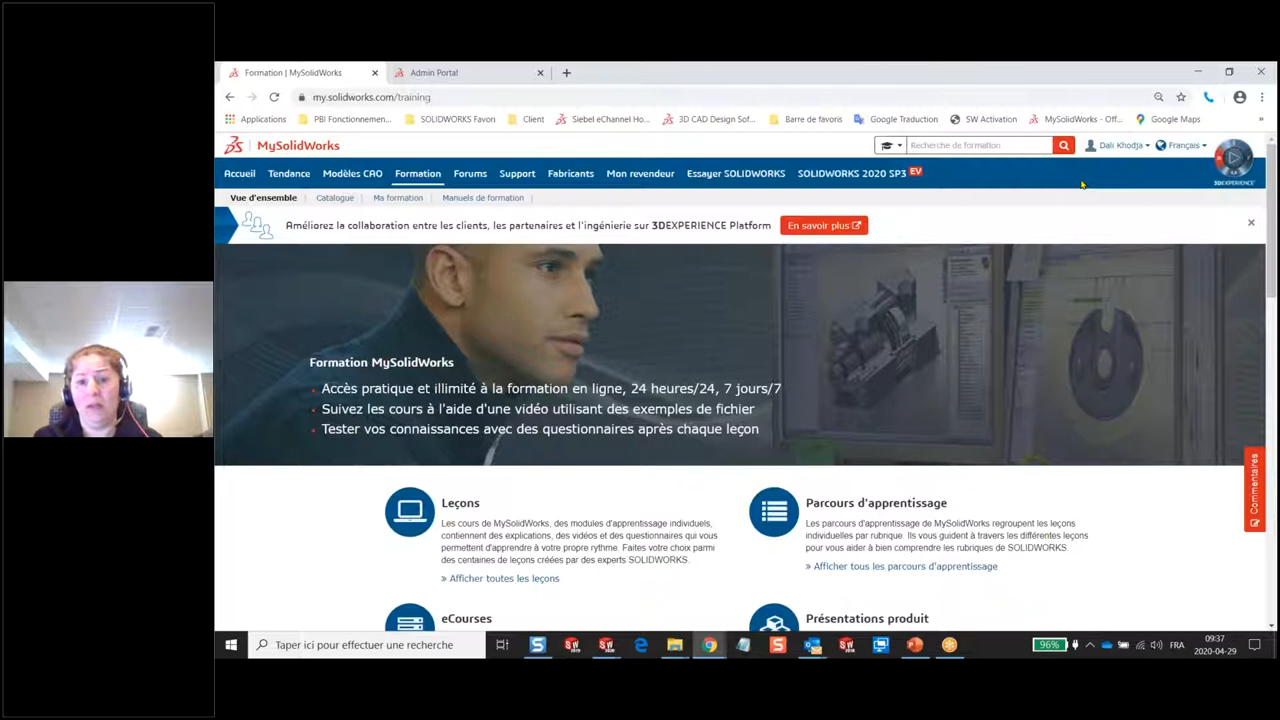 Formation | MySolidWorks
Admin Portal
my.solidworks.com/training
Applications
PBI Fonctionnemen...
SOLIDWORKS Favori
Client
Siebel eChannel Ho...
3D CAD Design Sof...
Barre de favoris
Google Traduction
SW Activation
MySolidWorks - Off...
Google Maps
»
MySolidWorks
Recherche de formation
Dali Khodja
Français
Accueil Tendance Modèles CAO Formation Forums Support Fabricants Mon revendeur Essayer SOLIDWORKS SOLIDWORKS 2020 SP3 EV
3DEXPERIENCE
Vue d'ensemble Catalogue Ma formation Manuels de formation
Améliorez la collaboration entre les clients, les partenaires et l'ingénierie sur 3DEXPERIENCE Platform
En savoir plus
Formation MySolidWorks
Accès pratique et illimité à la formation en ligne, 24 heures/24, 7 jours/7
Suivez les cours à l'aide d'une vidéo utilisant des exemples de fichier
Tester vos connaissances avec des questionnaires après chaque leçon
Commentaires
Leçons
Les cours de MySolidWorks, des modules d'apprentissage individuels,
contiennent des explications, des vidéos et des questionnaires qui vous
permettent d'apprendre à votre propre rythme. Faites votre choix parmi
des centaines de leçons créées par des experts SOLIDWORKS.
» Afficher toutes les leçons
Parcours d'apprentissage
Les parcours d'apprentissage de MySolidWorks regroupent les leçons
individuelles par rubrique. Ils vous guident à travers les différentes leçons
pour vous aider à bien comprendre les rubriques de SOLIDWORKS.
» Afficher tous les parcours d'apprentissage
eCourses
Présentations produit
Taper ici pour effectuer une recherche
96%
FRA
09:37
2020-04-29